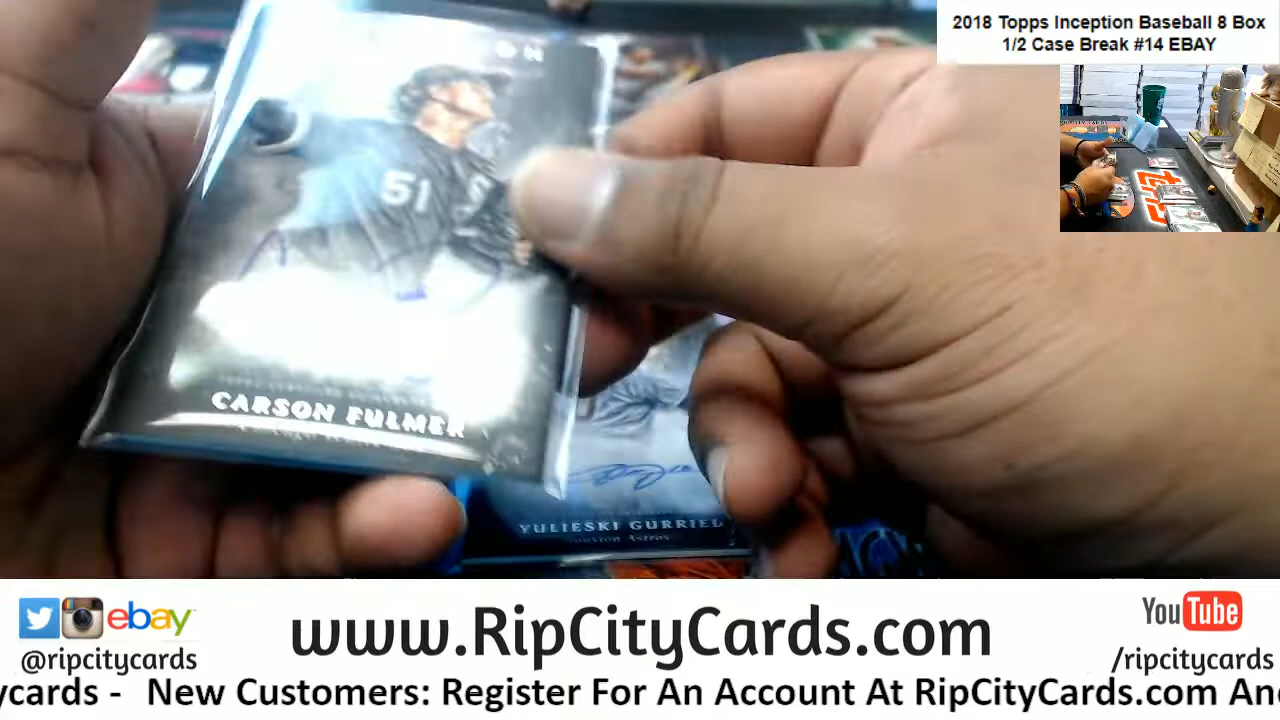 2018 Topps Inception Baseball 8 Box
1/2 Case Break #14 EBAY
51
CARSON FULMER
YULIESKI GURRIEL
Houston Astros
ebay
@ripcitycards
www.RipCityCards.com
YouTube
/ripcitycards
ycards - New Customers: Register For An Account At RipCityCards.com And